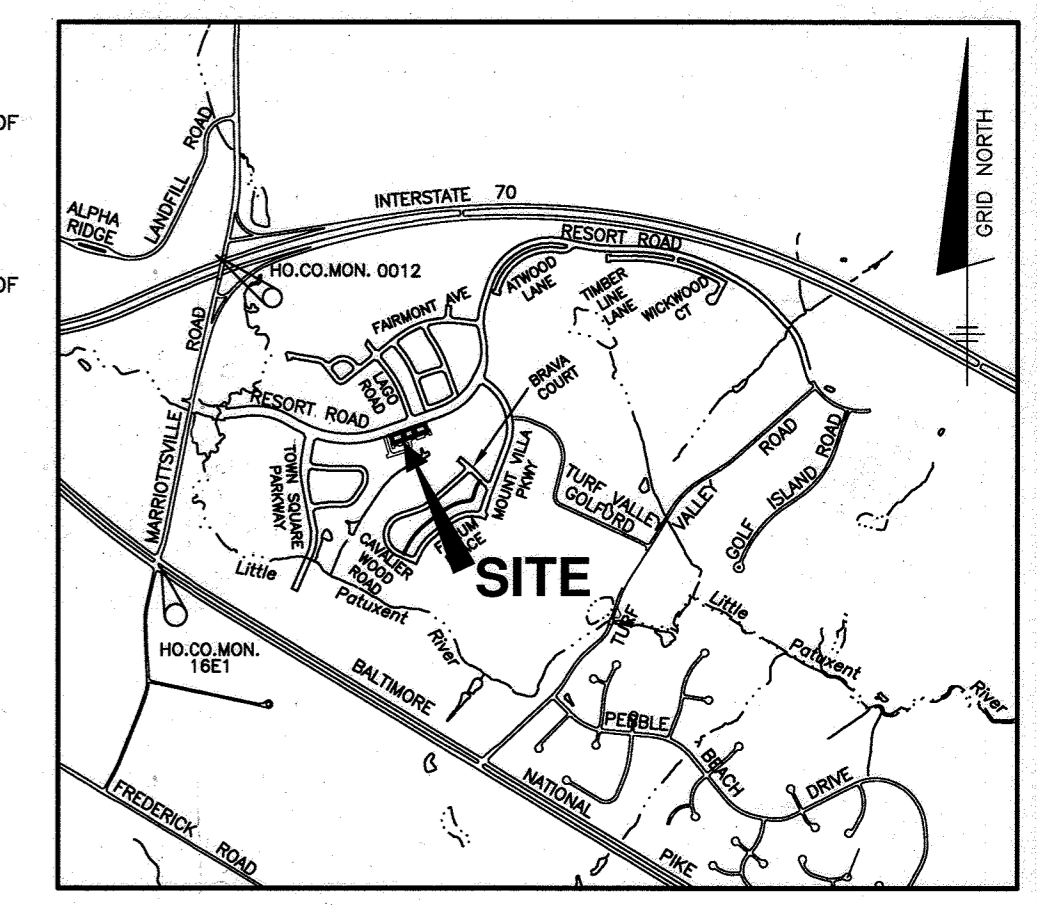 OF
OF
GRID NORTH
INTERSTATE 70
LANDFILL ROAD
ALPHA
RIDGE
RESORT ROAD
HO.CO.MON. 0012
ATWOOD
LANE
TIMBER
LINE
LANE
WICKWOOD
CT
FAIRMONT AVE
LAGO
ROAD
BRAVA
COURT
RESORT ROAD
MARRIOTTSVILLE ROAD
TOWN SQUARE
PARKWAY
MOUNT VILLA
PKWY
TURF VALLEY
GOLFORD
TURF VALLEY ROAD
GOLF ISLAND ROAD
CAVALIER
WOOD
ROAD
SITE
Little Patuxent River
Little Patuxent River
HO.CO.MON.
16E1
BALTIMORE NATIONAL PIKE
PEBBLE BEACH DRIVE
FREDERICK ROAD